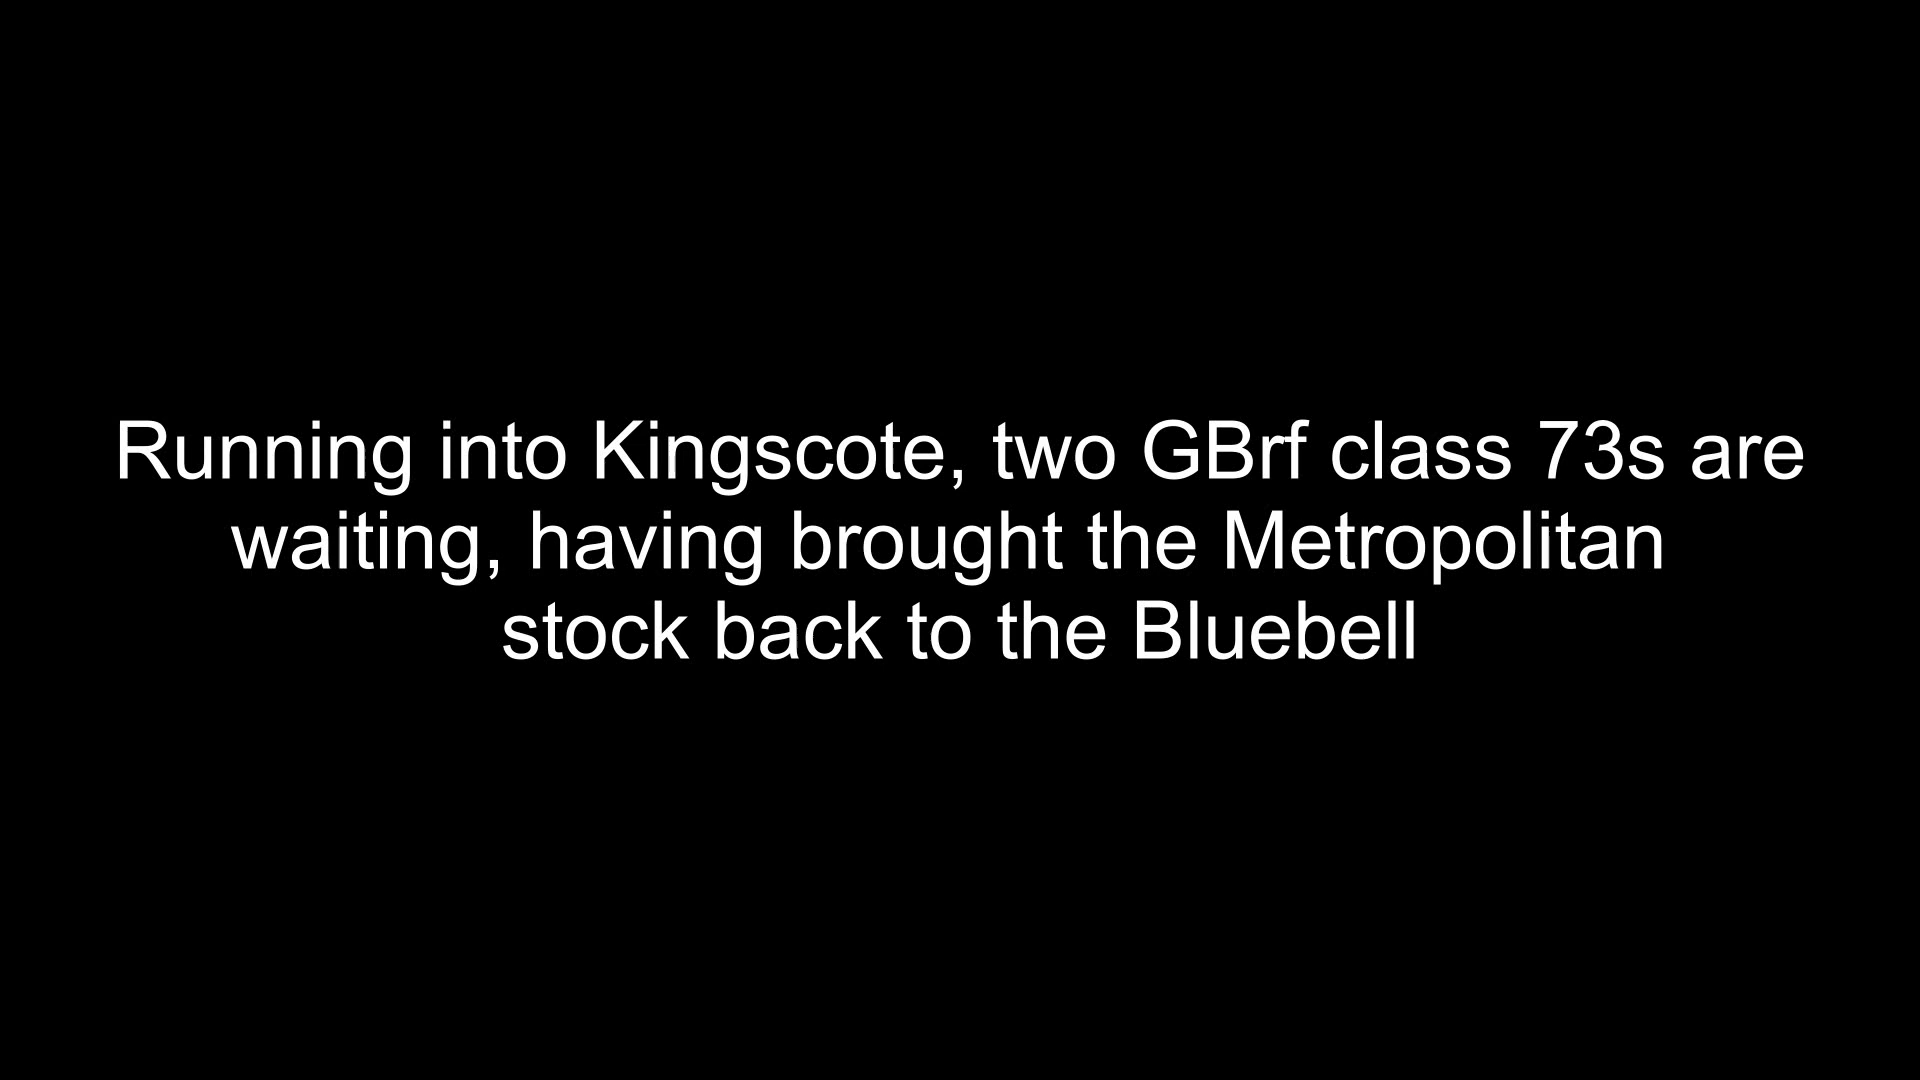 Running into Kingscote, two GBrf class 73s are
waiting, having brought the Metropolitan
stock back to the Bluebell